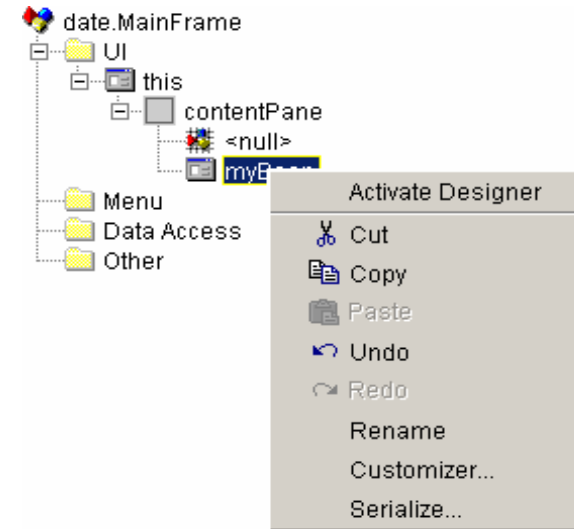 date.MainFrame
UI
this
contentPane
<null>
myBean
Menu
Data Access
Other
Activate Designer
Cut
Copy
Paste
Undo
Redo
Rename
Customizer...
Serialize...